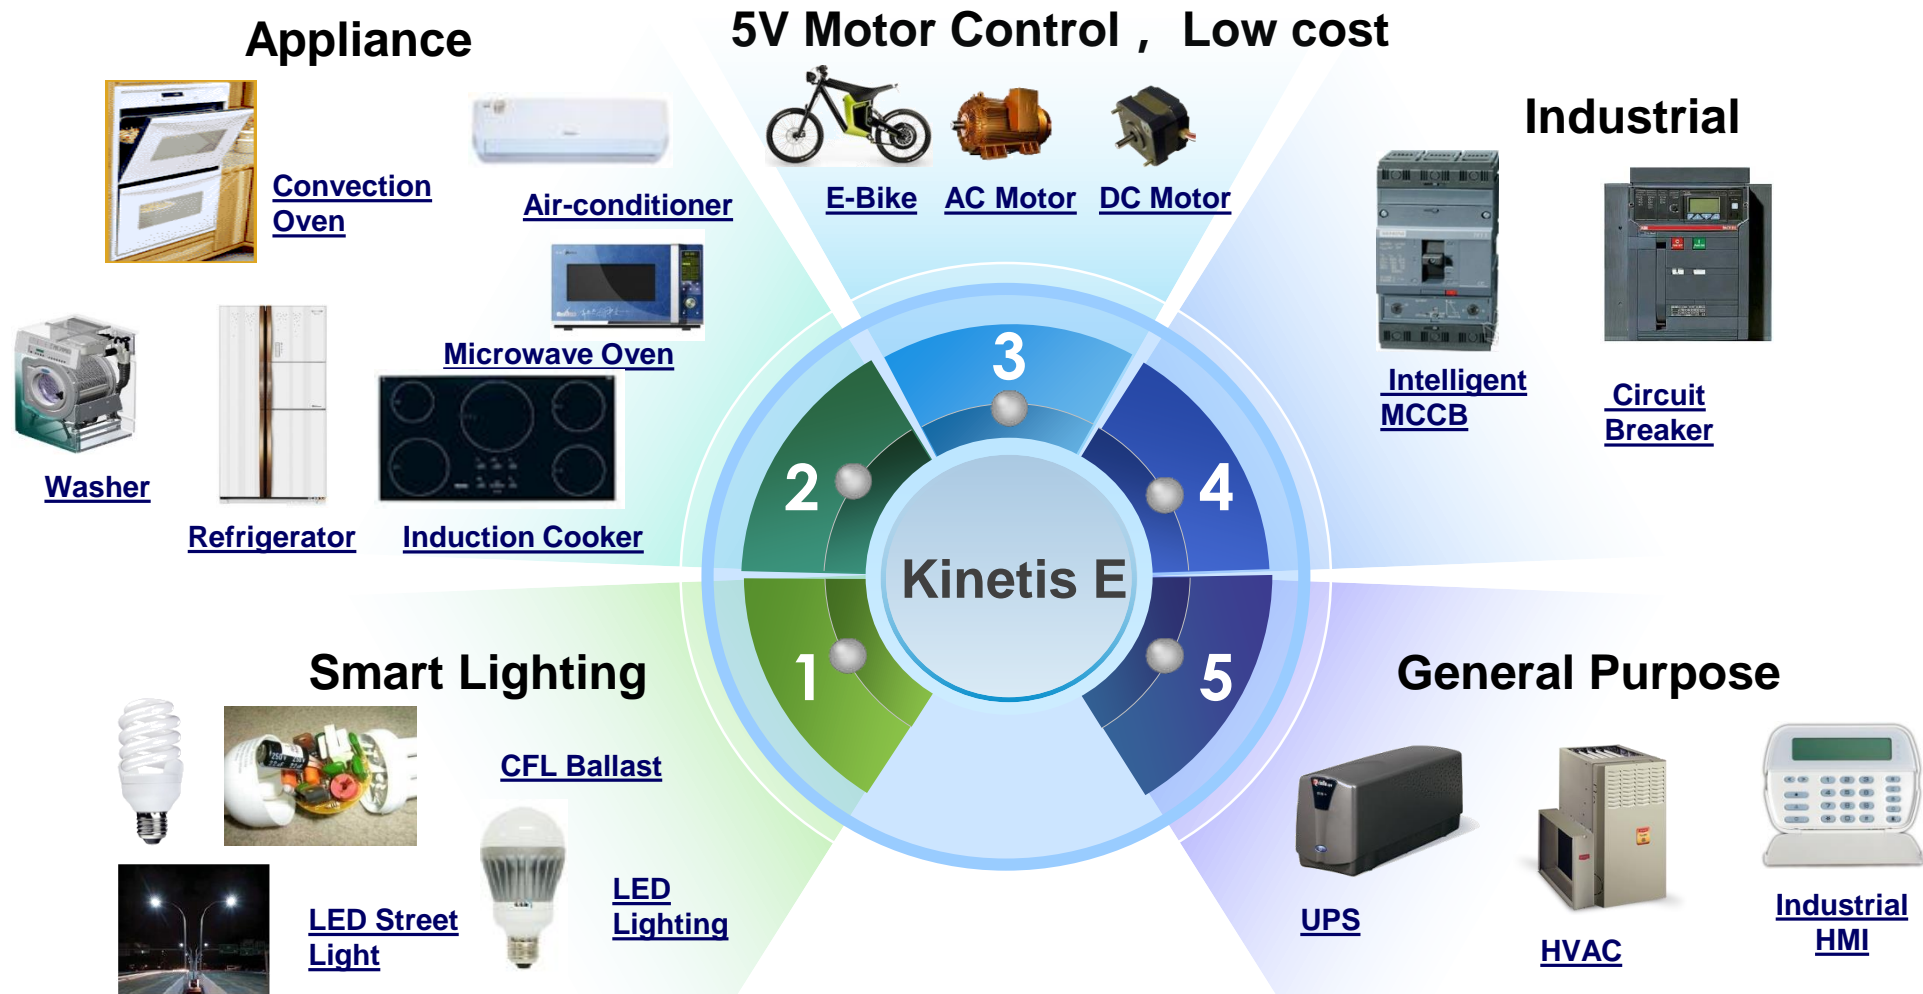 Appliance
5V Motor Control , Low cost
Industrial
Convection
Oven
Air-conditioner
E-Bike
AC Motor
DC Motor
Microwave Oven
Intelligent
MCCB
Circuit
Breaker
Washer
Refrigerator
Induction Cooker
3
2
4
Kinetis E
1
5
Smart Lighting
General Purpose
CFL Ballast
LED Street
Light
LED
Lighting
UPS
HVAC
Industrial
HMI